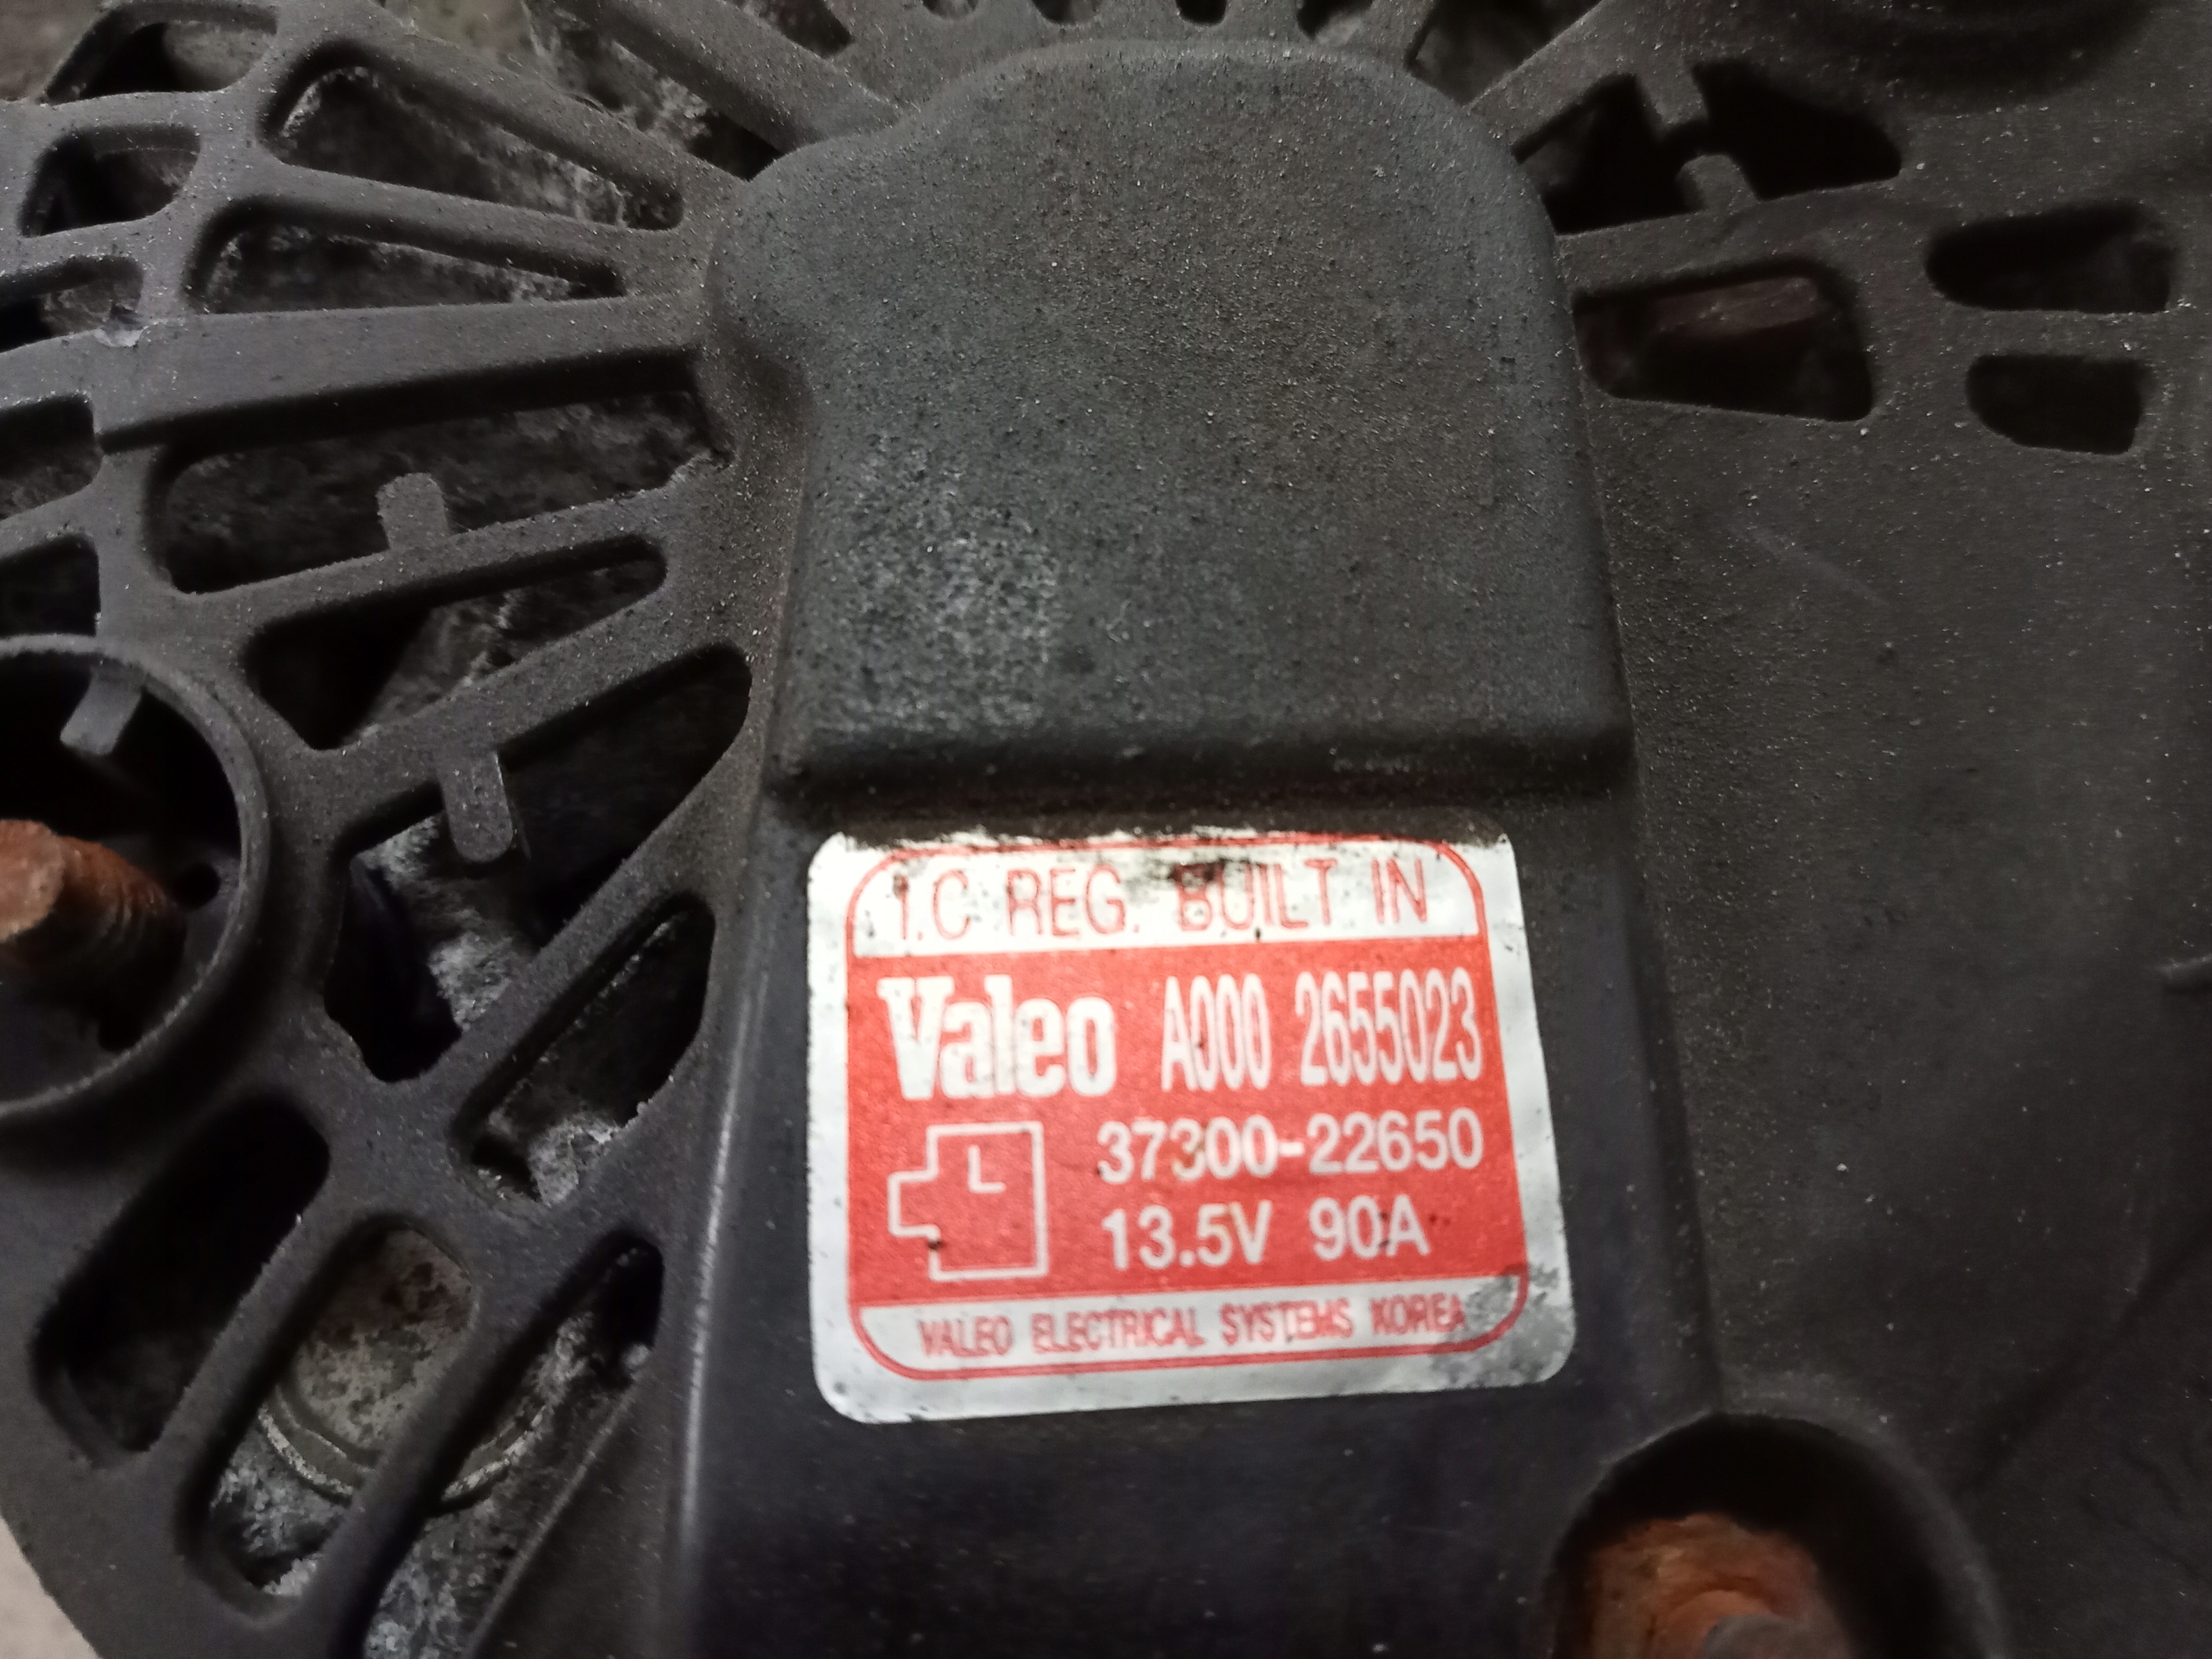 I.C REG. BUILT IN
Valeo A000 2655023
L 37300-22650
13.5V 90A
VALEO ELECTRICAL SYSTEMS KOREA